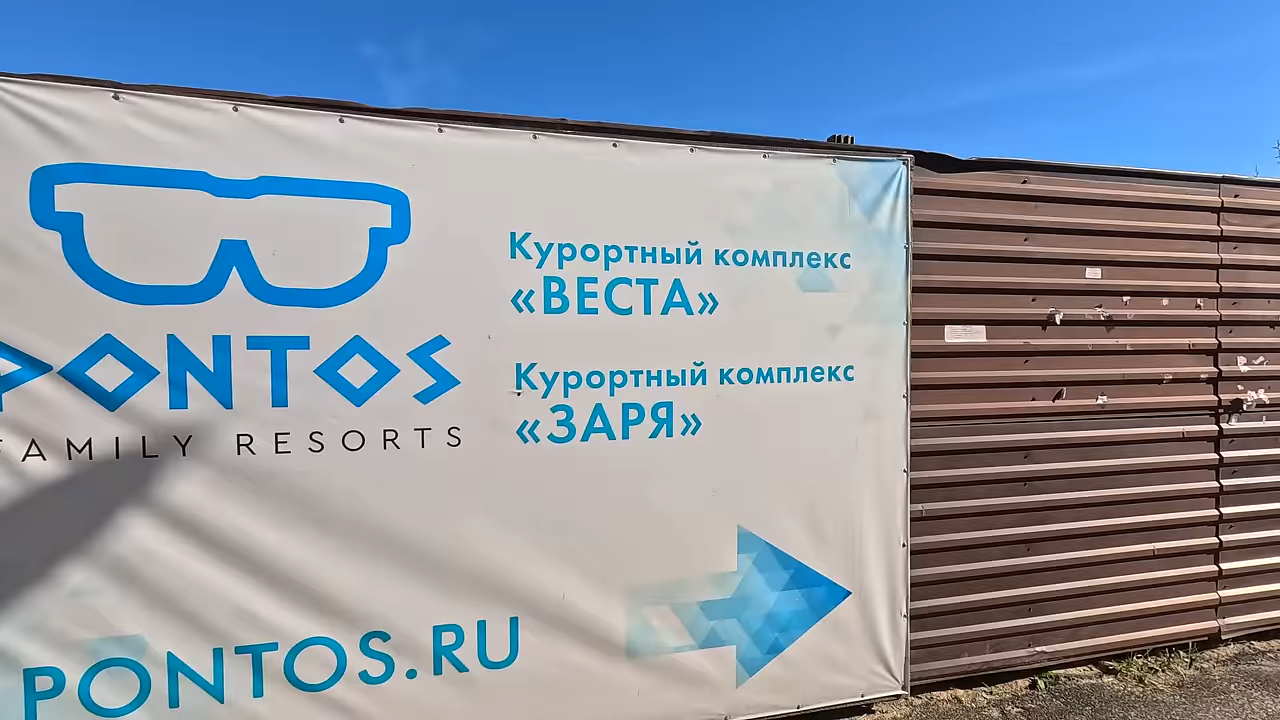 PONTOS
FAMILY RESORTS
Курортный комплекс
«ВЕСТА»
Курортный комплекс
«ЗАРЯ»
PONTOS.RU